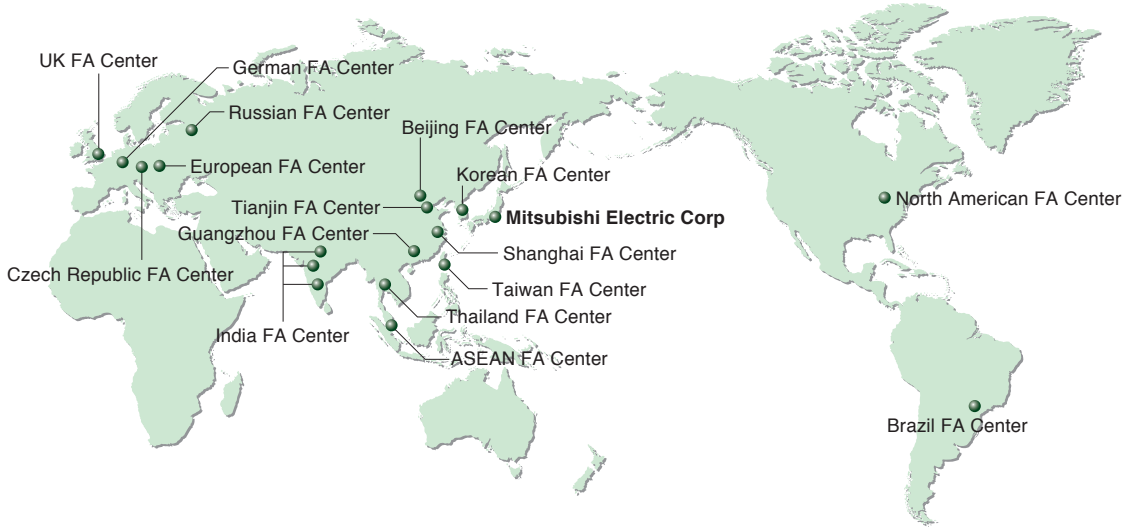 UK FA Center
German FA Center
Russian FA Center
Beijing FA Center
European FA Center
Korean FA Center
North American FA Center
Tianjin FA Center
Mitsubishi Electric Corp
Guangzhou FA Center
Shanghai FA Center
Czech Republic FA Center
Taiwan FA Center
Thailand FA Center
India FA Center
ASEAN FA Center
Brazil FA Center